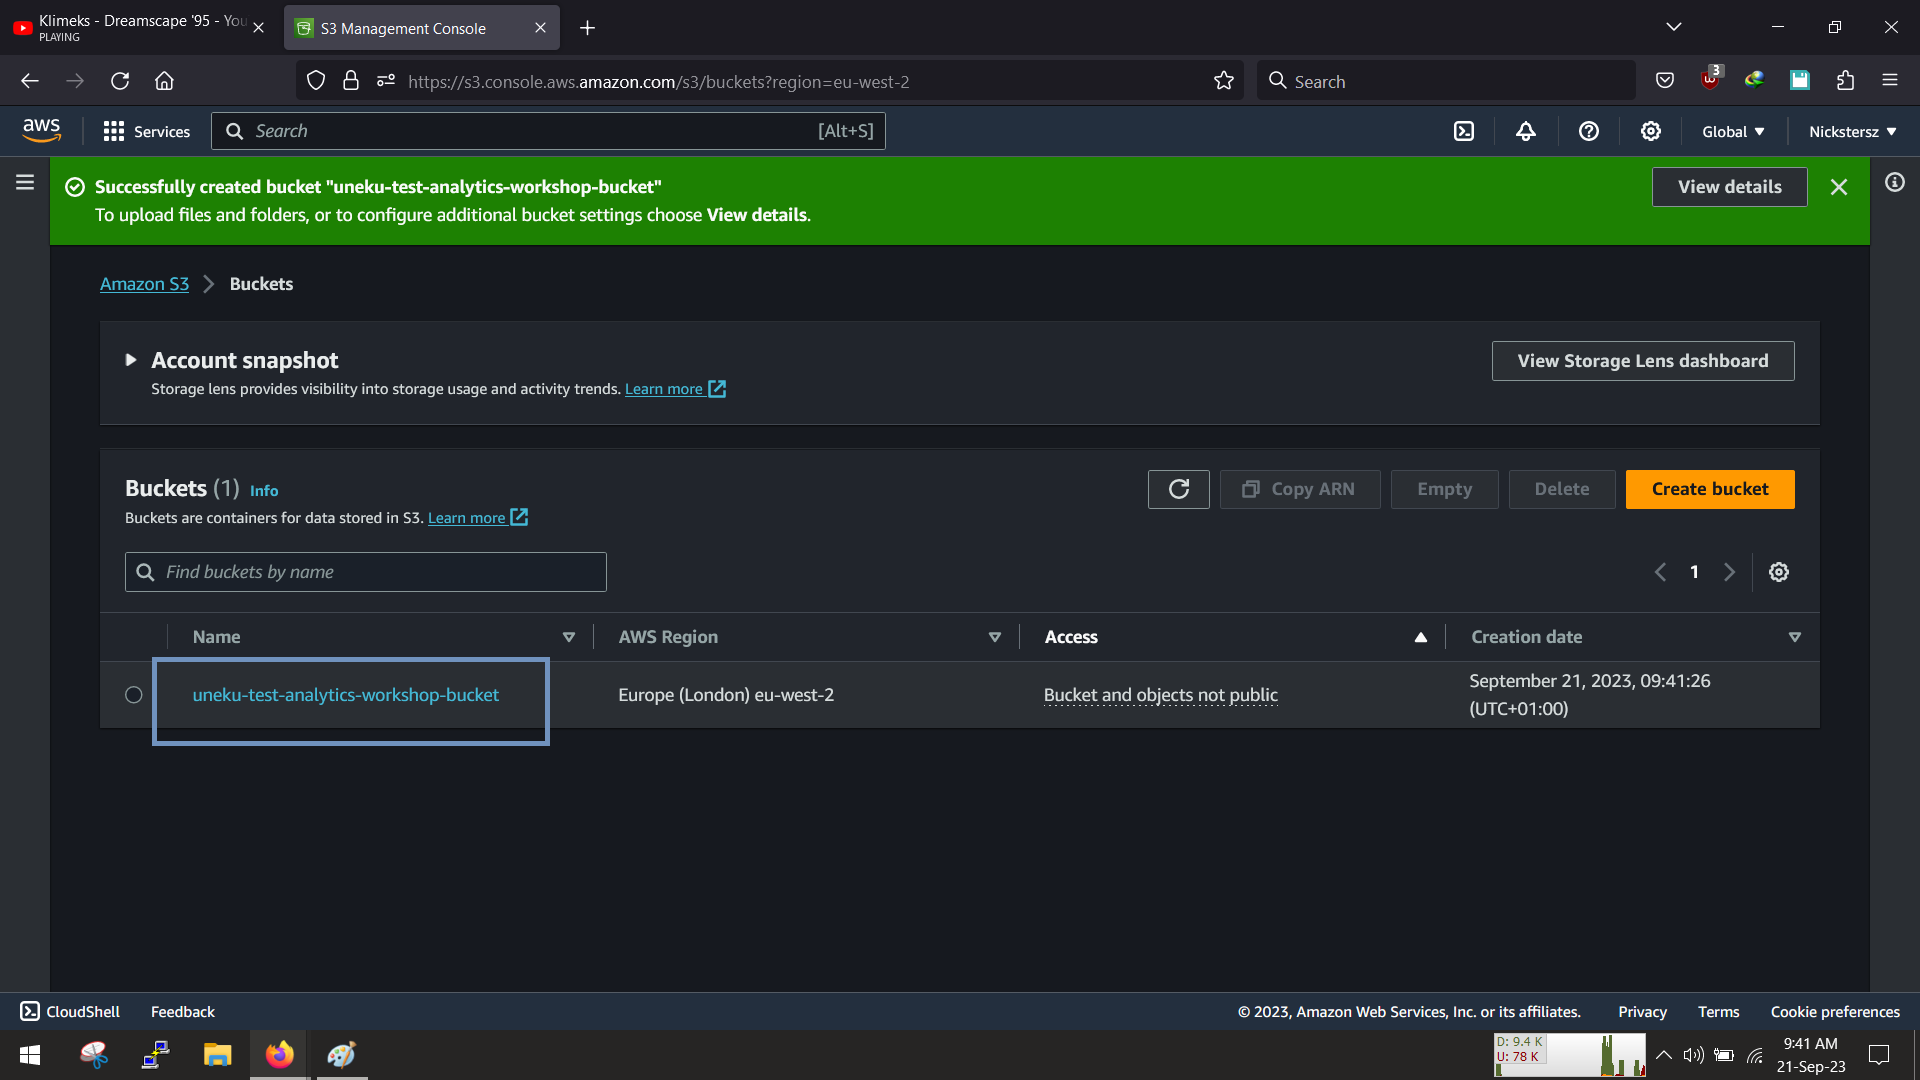 Klimeks - Dreamscape '95 - You
PLAYING
S3 Management Console
https://s3.console.aws.amazon.com/s3/buckets?region=eu-west-2
Search
3
aws
Services
Search
[Alt+S]
Global
Nickstersz
Successfully created bucket "uneku-test-analytics-workshop-bucket"
To upload files and folders, or to configure additional bucket settings choose View details.
View details
Amazon S3
Buckets
Account snapshot
Storage lens provides visibility into storage usage and activity trends. Learn more
View Storage Lens dashboard
Buckets (1) Info
Buckets are containers for data stored in S3. Learn more
Copy ARN
Empty
Delete
Create bucket
Find buckets by name
1
Name
AWS Region
Access
Creation date
uneku-test-analytics-workshop-bucket
Europe (London) eu-west-2
Bucket and objects not public
September 21, 2023, 09:41:26
(UTC+01:00)
CloudShell
Feedback
© 2023, Amazon Web Services, Inc. or its affiliates.
Privacy
Terms
Cookie preferences
D: 9.4 K
U: 78 K
9:41 AM
21-Sep-23